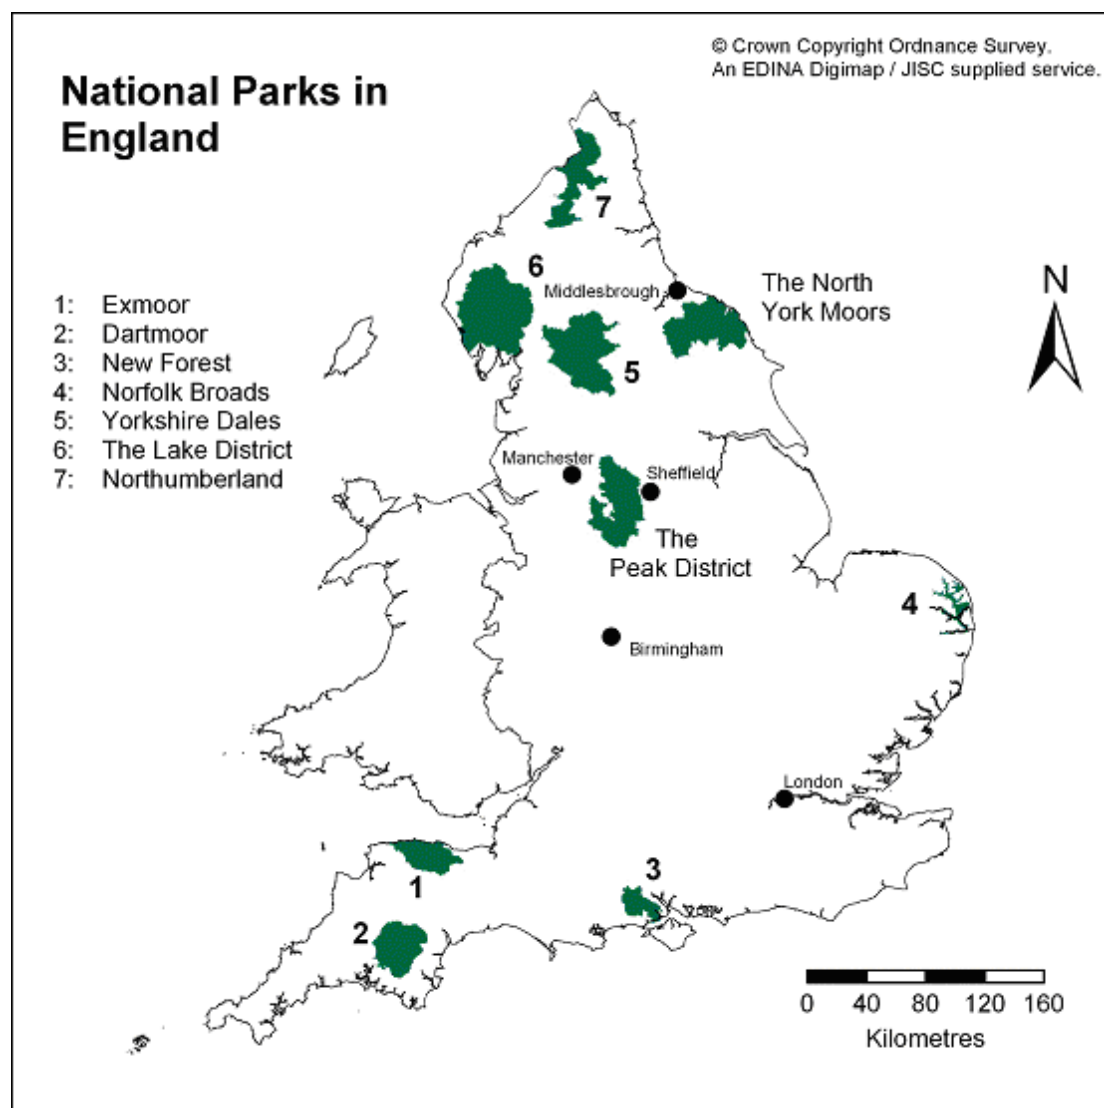 © Crown Copyright Ordnance Survey.
An EDINA Digimap / JISC supplied service.
National Parks in
England
7
6
Middlesbrough
The North
York Moors
N
1: Exmoor
2: Dartmoor
3: New Forest
4: Norfolk Broads
5: Yorkshire Dales
6: The Lake District
7: Northumberland
5
Manchester
Sheffield
The
Peak District
4
Birmingham
London
1
3
2
0 40 80 120 160
Kilometres